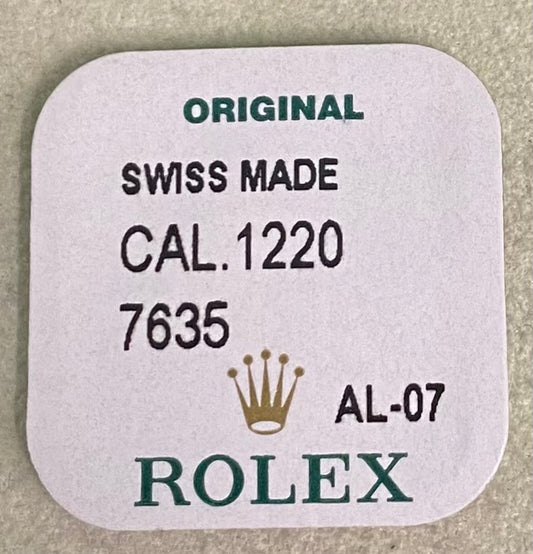 ORIGINAL
SWISS MADE
CAL.1220
7635
AL-07
ROLEX